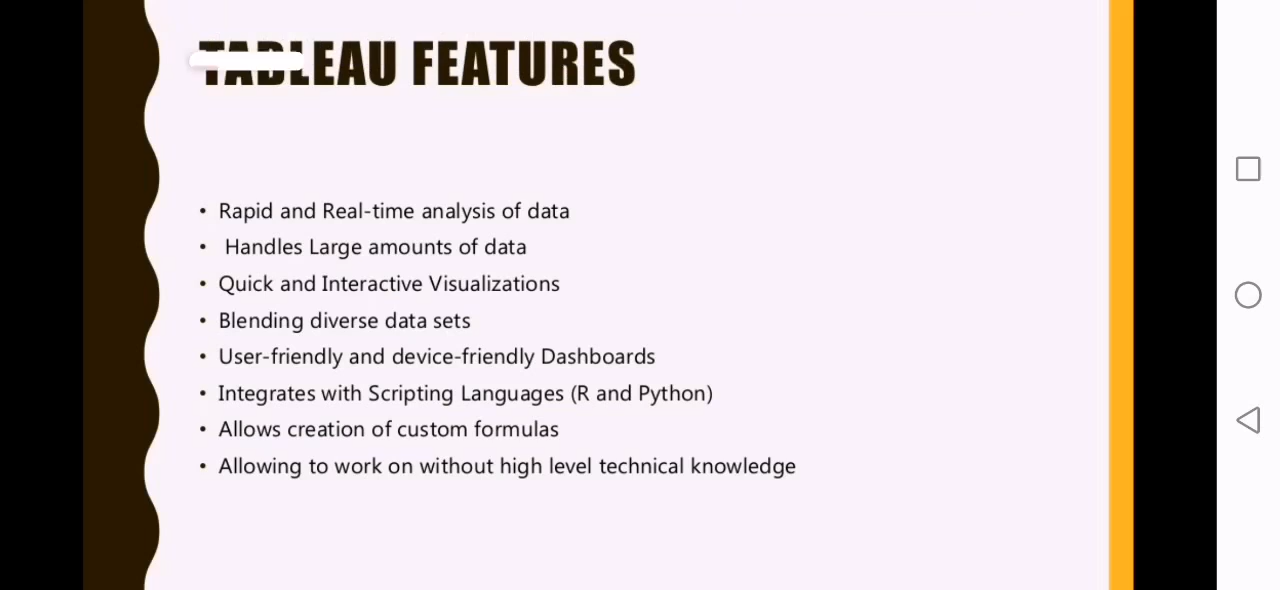 TABLEAU FEATURES
• Rapid and Real-time analysis of data
• Handles Large amounts of data
• Quick and Interactive Visualizations
• Blending diverse data sets
• User-friendly and device-friendly Dashboards
• Integrates with Scripting Languages (R and Python)
• Allows creation of custom formulas
• Allowing to work on without high level technical knowledge